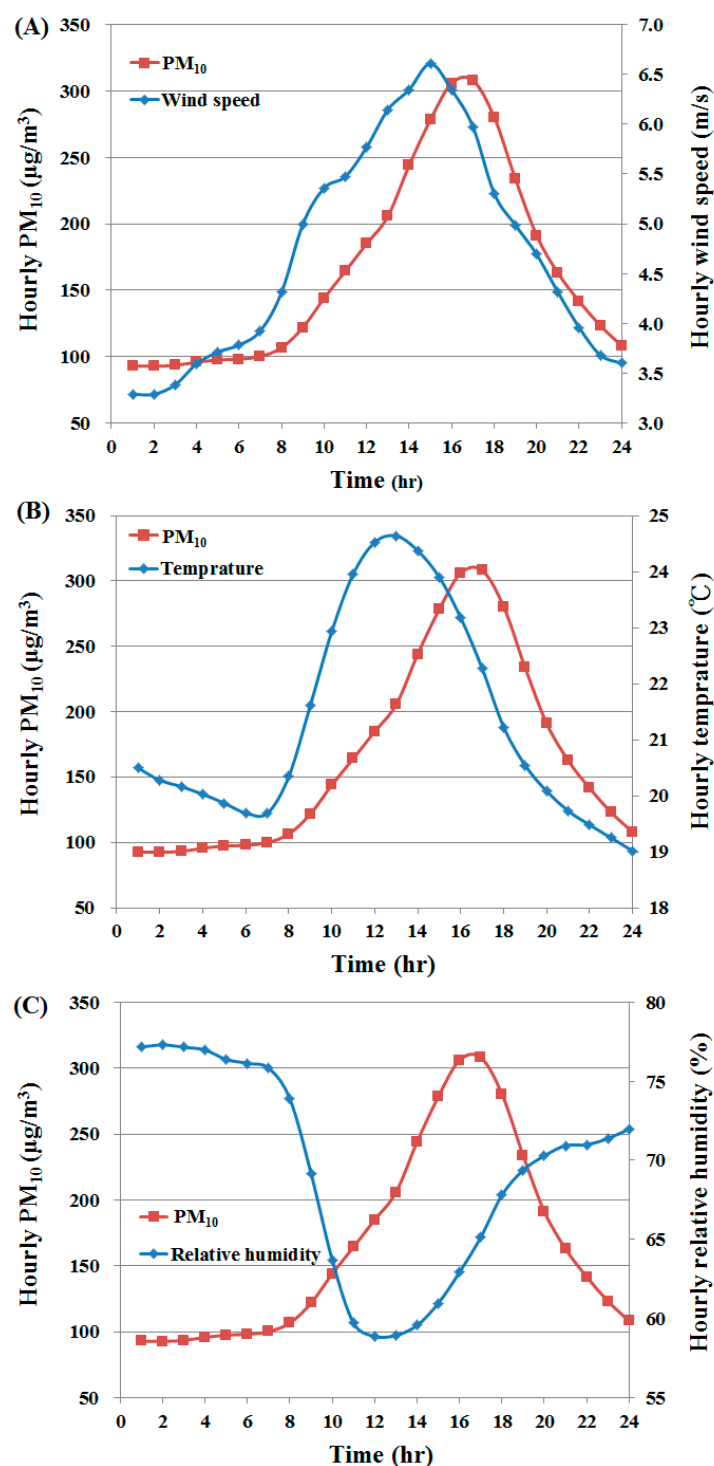 (A)
350
300
250
200
150
100
50
7.0
6.5
6.0
5.5
5.0
4.5
4.0
3.5
3.0
PM₁₀
Wind speed
Hourly PM₁₀ (µg/m³)
Hourly wind speed (m/s)
0 2 4 6 8 10 12 14 16 18 20 22 24
Time (hr)
(B)
350
300
250
200
150
100
50
25
24
23
22
21
20
19
18
PM₁₀
Temprature
Hourly PM₁₀ (µg/m³)
Hourly temprature (℃)
0 2 4 6 8 10 12 14 16 18 20 22 24
Time (hr)
(C)
350
300
250
200
150
100
50
80
75
70
65
60
55
PM₁₀
Relative humidity
Hourly PM₁₀ (µg/m³)
Hourly relative humidity (%)
0 2 4 6 8 10 12 14 16 18 20 22 24
Time (hr)